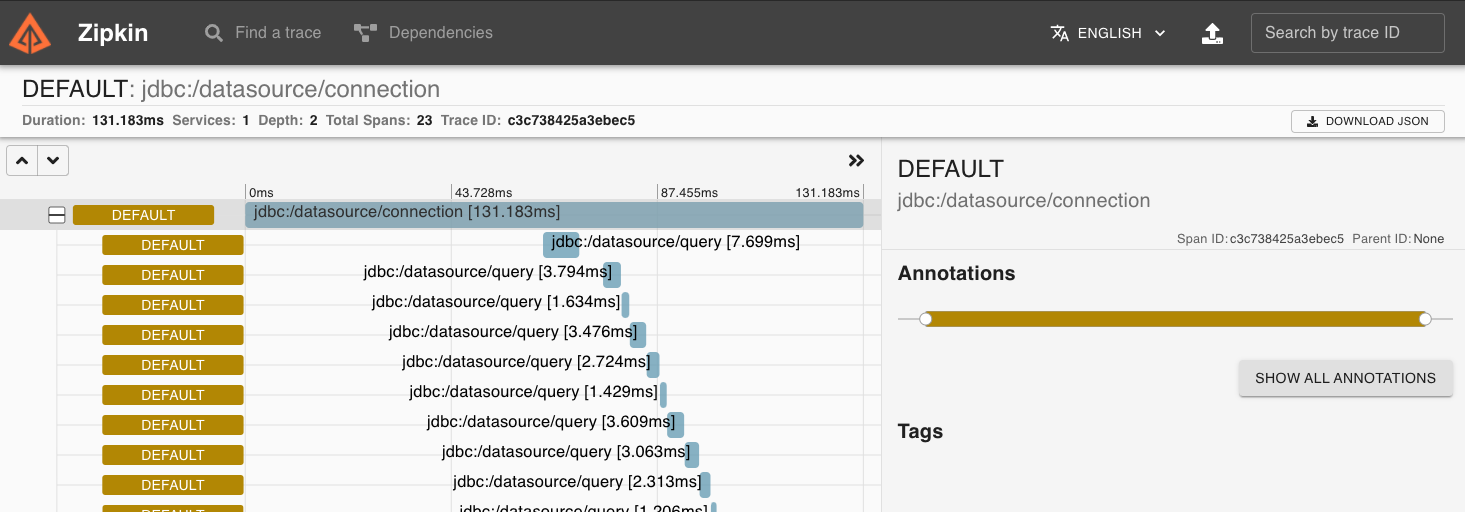 Zipkin Find a trace Dependencies ENGLISH Search by trace ID
DEFAULT: jdbc:/datasource/connection
Duration: 131.183ms Services: 1 Depth: 2 Total Spans: 23 Trace ID: c3c738425a3ebec5 DOWNLOAD JSON
0ms 43.728ms 87.455ms 131.183ms
DEFAULT jdbc:/datasource/connection [131.183ms]
DEFAULT jdbc:/datasource/query [7.699ms]
DEFAULT jdbc:/datasource/query [3.794ms]
DEFAULT jdbc:/datasource/query [1.634ms]
DEFAULT jdbc:/datasource/query [3.476ms]
DEFAULT jdbc:/datasource/query [2.724ms]
DEFAULT jdbc:/datasource/query [1.429ms]
DEFAULT jdbc:/datasource/query [3.609ms]
DEFAULT jdbc:/datasource/query [3.063ms]
DEFAULT jdbc:/datasource/query [2.313ms]
DEFAULT jdbc:/datasource/query [1.206ms]
DEFAULT
jdbc:/datasource/connection
Span ID: c3c738425a3ebec5 Parent ID: None
Annotations
SHOW ALL ANNOTATIONS
Tags